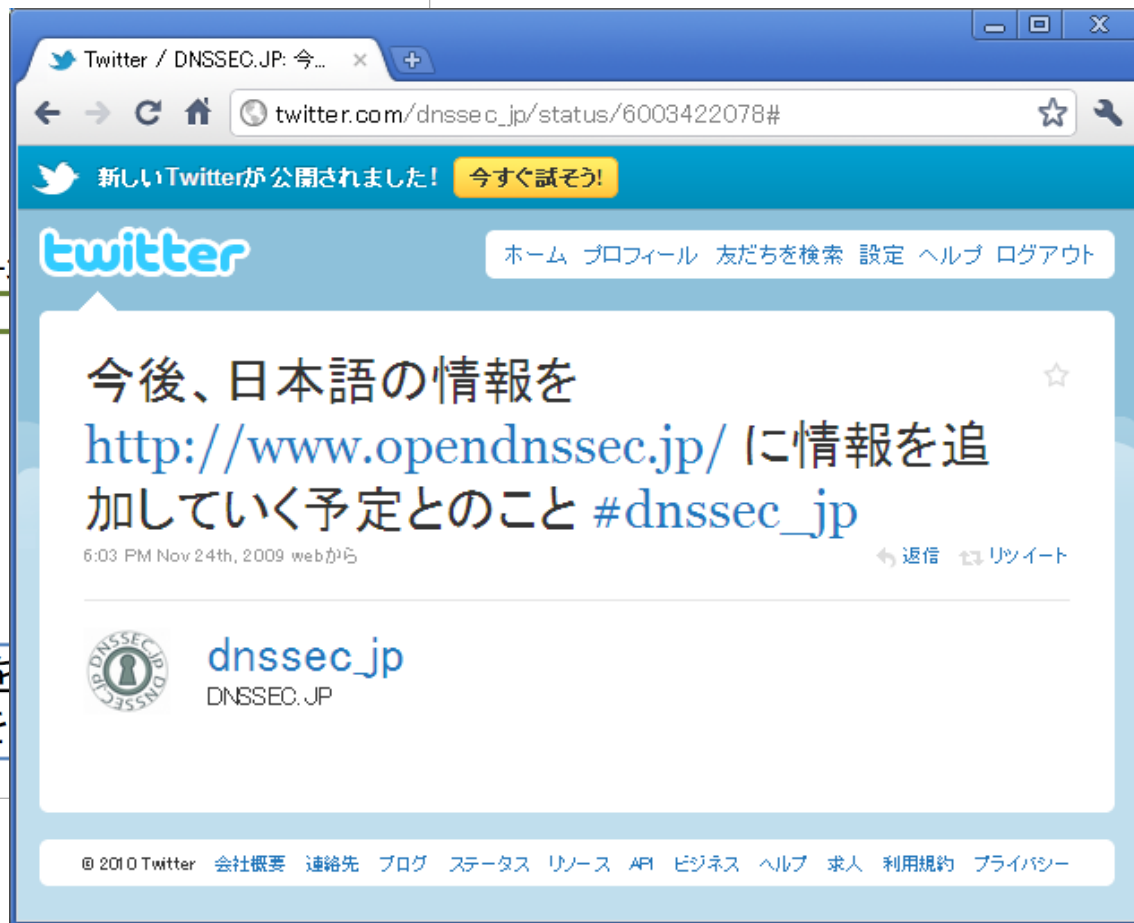 Twitter / DNSSEC.JP: 今...
twitter.com/dnssec_jp/status/6003422078#
新しいTwitterが公開されました! 今すぐ試そう!
twitter
ホーム プロフィール 友だちを検索 設定 ヘルプ ログアウト
今後、日本語の情報を
http://www.opendnssec.jp/ に情報を追
加していく予定とのこと #dnssec_jp
6:03 PM Nov 24th, 2009 webから
返信 リツイート
DNSSEC.JP DNSSEC.JP
dnssec_jp
DNSSEC.JP
© 2010 Twitter 会社概要 連絡先 ブログ ステータス リソース API ビジネス ヘルプ 求人 利用規約 プライバシー